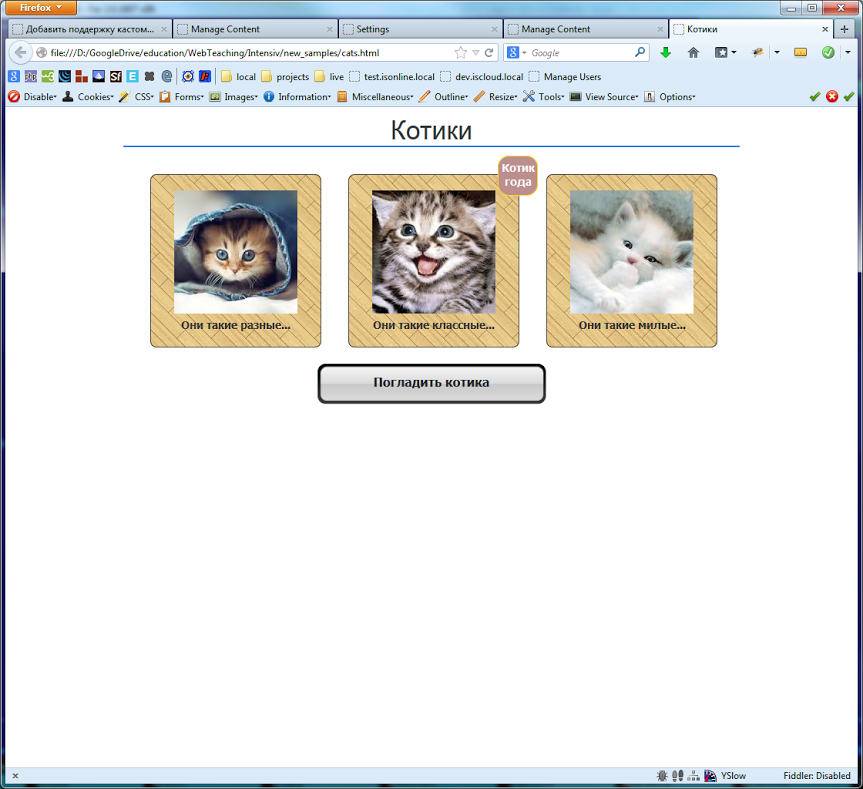 Firefox
Добавить поддержку кастом...
Manage Content
Settings
Manage Content
Котики
file:///D:/GoogleDrive/education/WebTeaching/Intensiv/new_samples/cats.html
Google
local
projects
live
test.isonline.local
dev.iscloud.local
Manage Users
Disable
Cookies
CSS
Forms
Images
Information
Miscellaneous
Outline
Resize
Tools
View Source
Options
Котики
Котик
года
Они такие разные...
Они такие классные...
Они такие милые...
Погладить котика
YSlow
Fiddler: Disabled